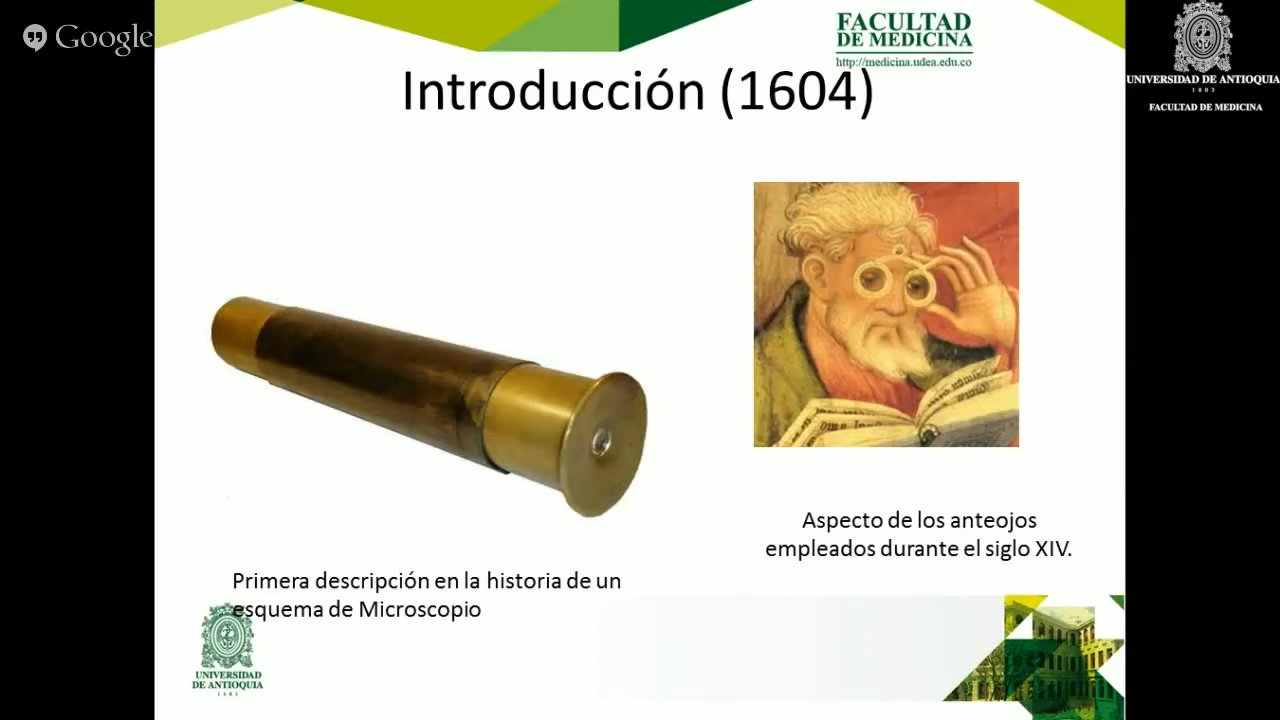 Google
FACULTAD
DE MEDICINA
http://medicina.udea.edu.co
UNIVERSIDAD DE ANTIOQUIA
1803
FACULTAD DE MEDICINA
Introducción (1604)
Aspecto de los anteojos
empleados durante el siglo XIV.
Primera descripción en la historia de un
esquema de Microscopio
UNIVERSIDAD
DE ANTIOQUIA
1803